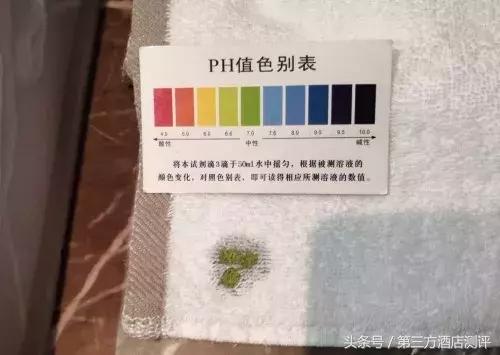 PH值色别表
4.0 5.0 6.0 6.6 7.0 7.6 8.0 9.0 9.5 10.0
酸性 中性 碱性
将本试剂滴3滴于50ml水中摇匀，根据被测溶液的
颜色变化，对照色别表，即可读得相应所测溶液的数值。
头条号 / 第三方酒店测评